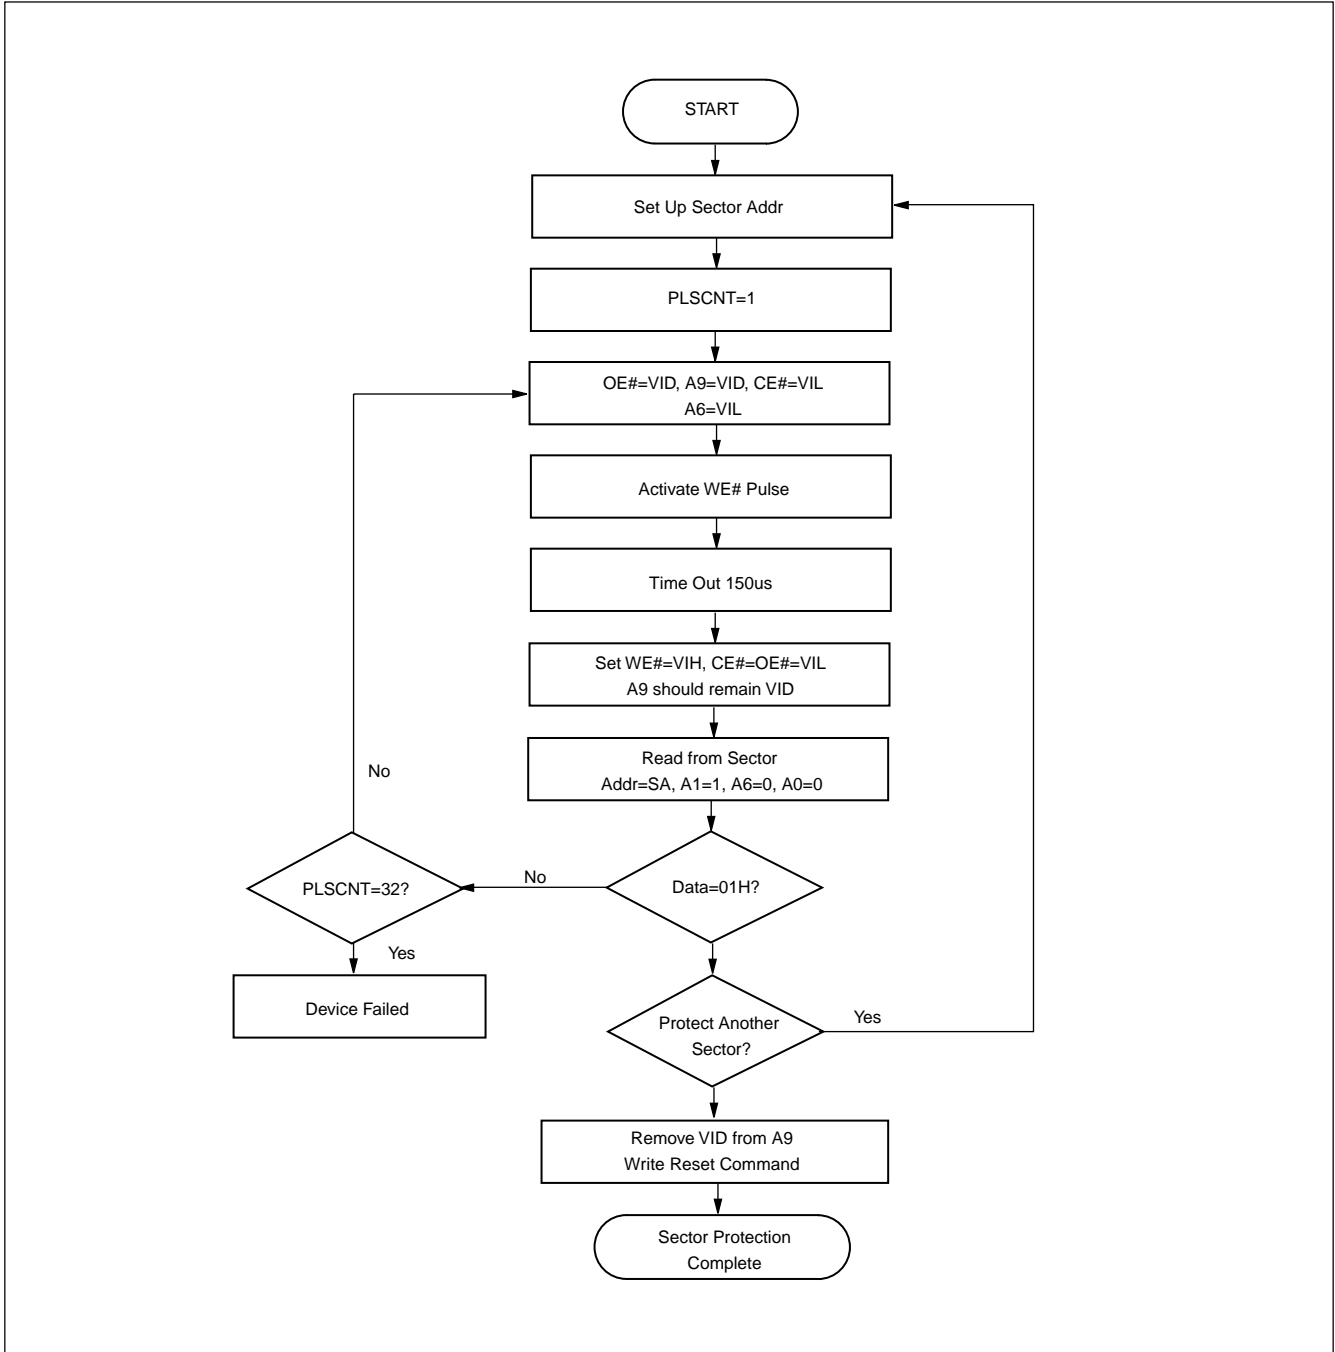 START
Set Up Sector Addr
PLSCNT=1
OE#=VID, A9=VID, CE#=VIL
A6=VIL
Activate WE# Pulse
Time Out 150us
Set WE#=VIH, CE#=OE#=VIL
A9 should remain VID
Read from Sector
Addr=SA, A1=1, A6=0, A0=0
No
PLSCNT=32?
No
Data=01H?
Yes
Device Failed
Protect Another
Sector?
Yes
Remove VID from A9
Write Reset Command
Sector Protection
Complete